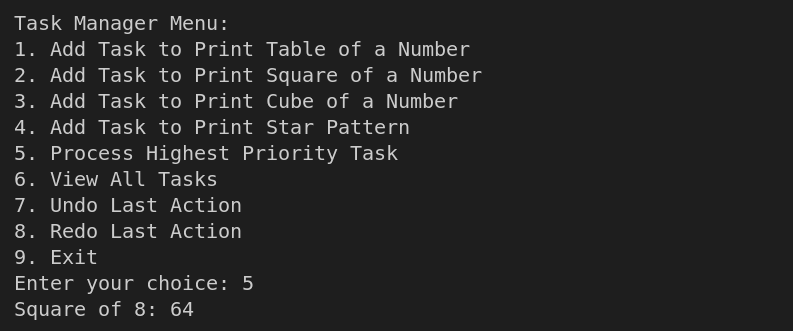 Task Manager Menu:
1. Add Task to Print Table of a Number
2. Add Task to Print Square of a Number
3. Add Task to Print Cube of a Number
4. Add Task to Print Star Pattern
5. Process Highest Priority Task
6. View All Tasks
7. Undo Last Action
8. Redo Last Action
9. Exit
Enter your choice: 5
Square of 8: 64